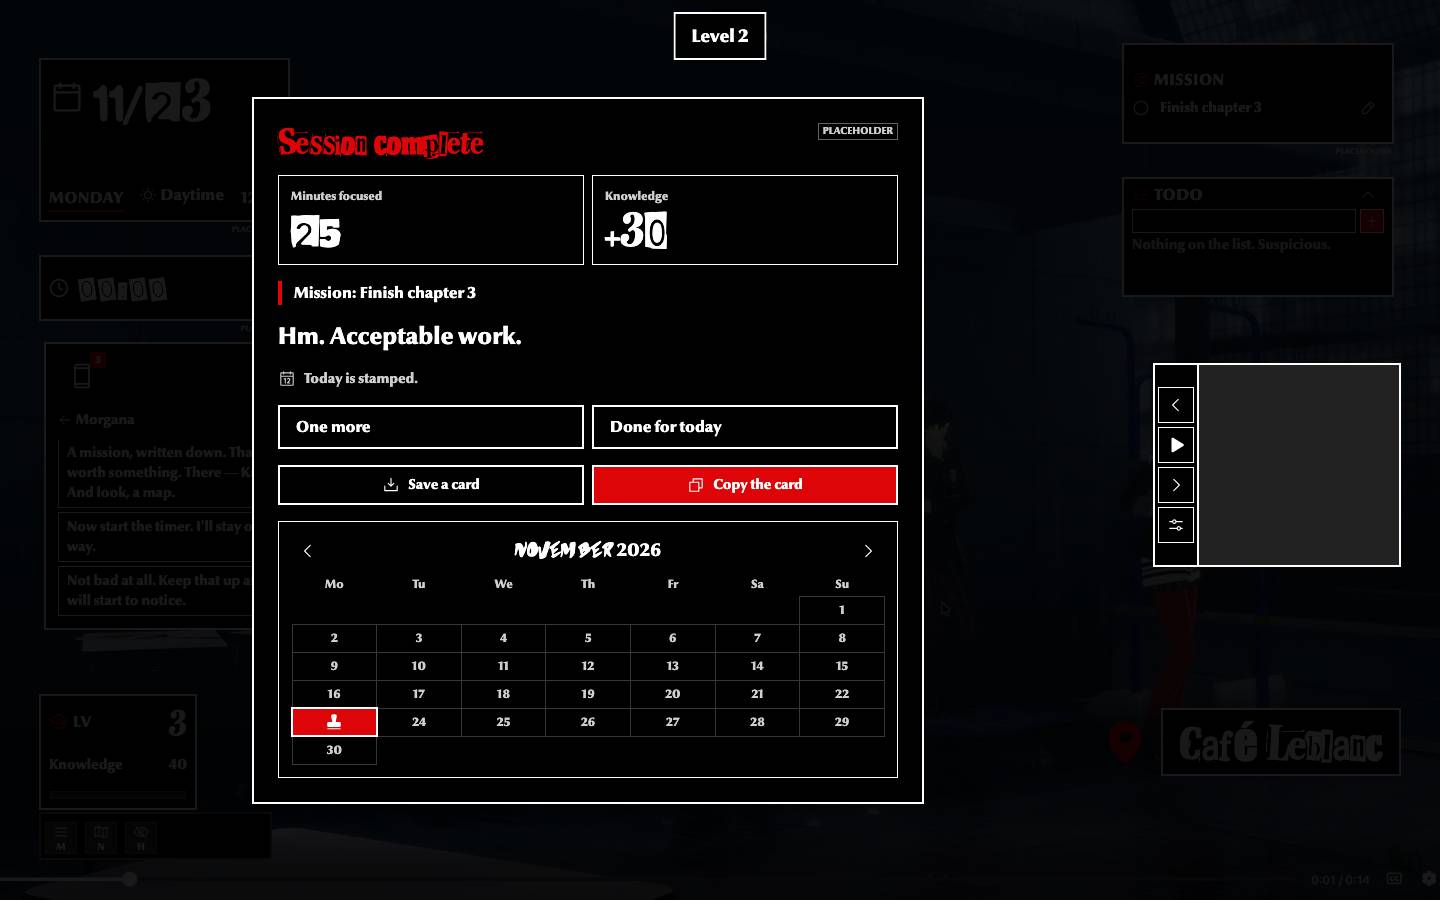 Level 2
11/23
MONDAY
Daytime
00:00
3
Morgana
A mission, written down.
worth something. There —
And look, a map.
Now start the timer. I'll stay
way.
Not bad at all. Keep that up
will start to notice.
LV
3
Knowledge
40
M
N
H
Session complete
PLACEHOLDER
Minutes focused
25
Knowledge
+30
Mission: Finish chapter 3
Hm. Acceptable work.
12
Today is stamped.
One more
Done for today
Save a card
Copy the card
NOVEMBER 2026
Mo Tu We Th Fr Sa Su
1
2 3 4 5 6 7 8
9 10 11 12 13 14 15
16 17 18 19 20 21 22
24 25 26 27 28 29
30
MISSION
Finish chapter 3
PLACEHOLDER
TODO
+
Nothing on the list. Suspicious.
Café Leblanc
0:01 / 0:14
CC